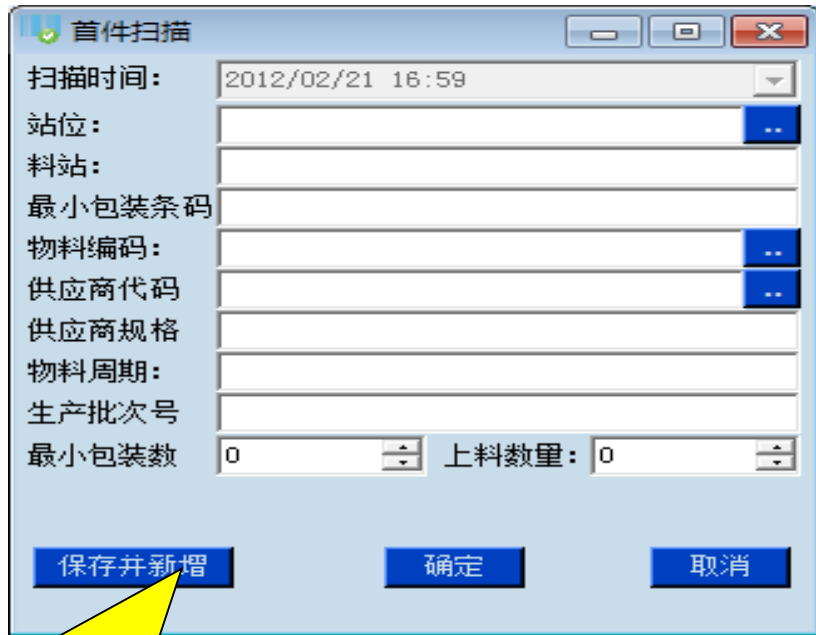 首件扫描
扫描时间: 2012/02/21 16:59
站位: ..
料站:
最小包装条码
物料编码: ..
供应商代码 ..
供应商规格
物料周期:
生产批次号
最小包装数 0 上料数量: 0
保存并新增 确定 取消